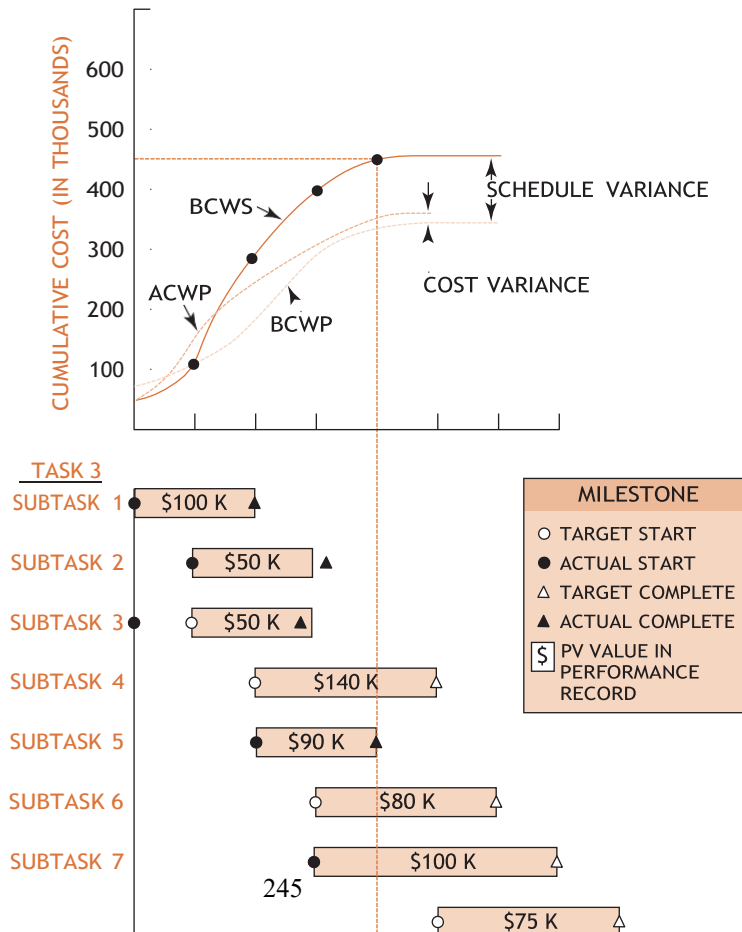 CUMULATIVE COST (IN THOUSANDS)
600
500
400
300
200
100
BCWS
ACWP
BCWP
SCHEDULE VARIANCE
COST VARIANCE
TASK 3
SUBTASK 1
$100 K
SUBTASK 2
$50 K
SUBTASK 3
$50 K
SUBTASK 4
$140 K
SUBTASK 5
$90 K
SUBTASK 6
$80 K
SUBTASK 7
$100 K
$75 K
245
MILESTONE
TARGET START
ACTUAL START
TARGET COMPLETE
ACTUAL COMPLETE
$ PV VALUE IN
PERFORMANCE
RECORD